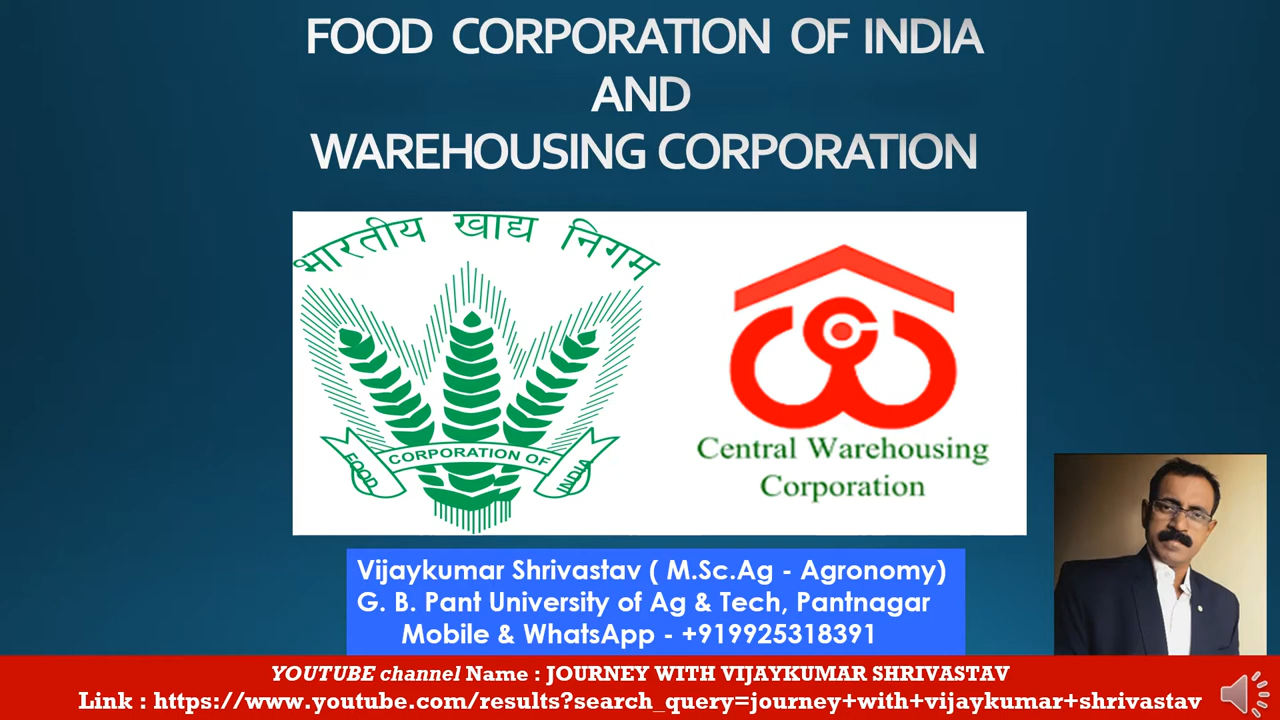 FOOD CORPORATION OF INDIA
AND
WAREHOUSING CORPORATION
भारतीय खाद्य निगम
FOOD CORPORATION OF INDIA
Central Warehousing
Corporation
Vijaykumar Shrivastav ( M.Sc.Ag - Agronomy)
G. B. Pant University of Ag & Tech, Pantnagar
Mobile & WhatsApp - +919925318391
YOUTUBE channel Name : JOURNEY WITH VIJAYKUMAR SHRIVASTAV
Link : https://www.youtube.com/results?search_query=journey+with+vijaykumar+shrivastav